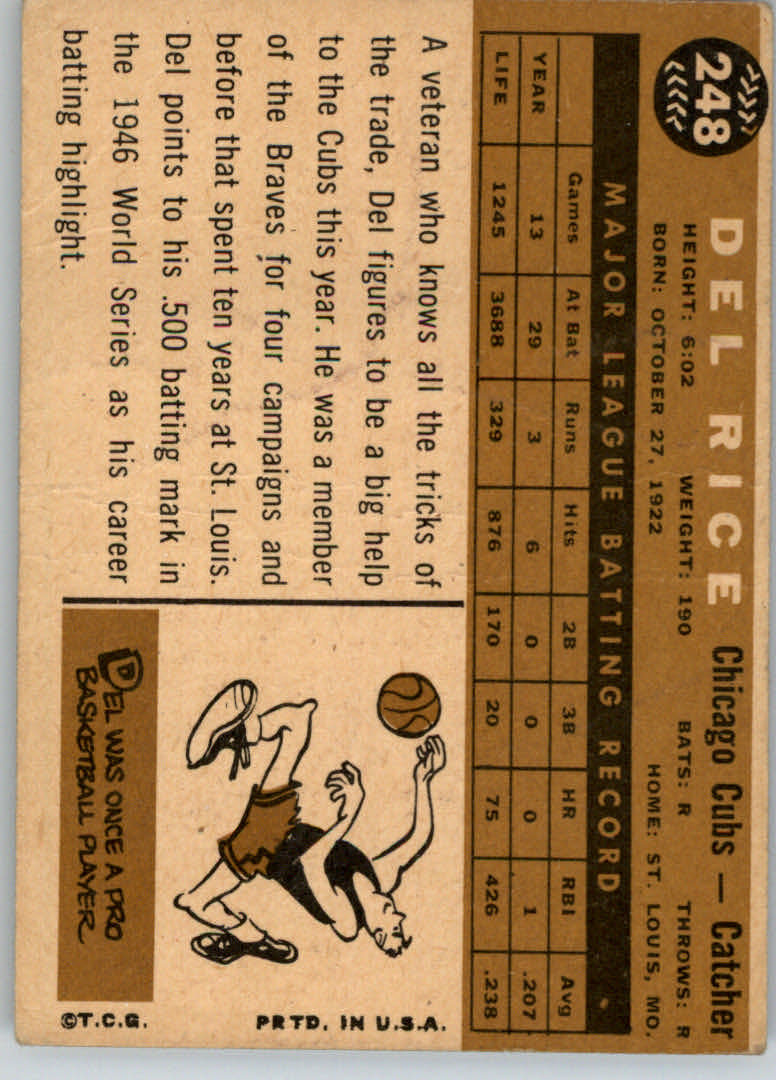 248
DEL RICE Chicago Cubs — Catcher
HEIGHT: 6:02 WEIGHT: 190 BATS: R THROWS: R
BORN: OCTOBER 27, 1922 HOME: ST. LOUIS, MO.
MAJOR LEAGUE BATTING RECORD
Games At Bat Runs Hits 2B 3B HR RBI Avg
YEAR 13 29 3 6 0 0 0 1 .207
LIFE 1245 3688 329 876 170 20 75 426 .238
A veteran who knows all the tricks of
the trade, Del figures to be a big help
to the Cubs this year. He was a member
of the Braves for four campaigns and
before that spent ten years at St. Louis.
Del points to his .500 batting mark in
the 1946 World Series as his career
batting highlight.
DEL WAS ONCE A PRO
BASKETBALL PLAYER
©T.C.G. PRTD. IN U.S.A.